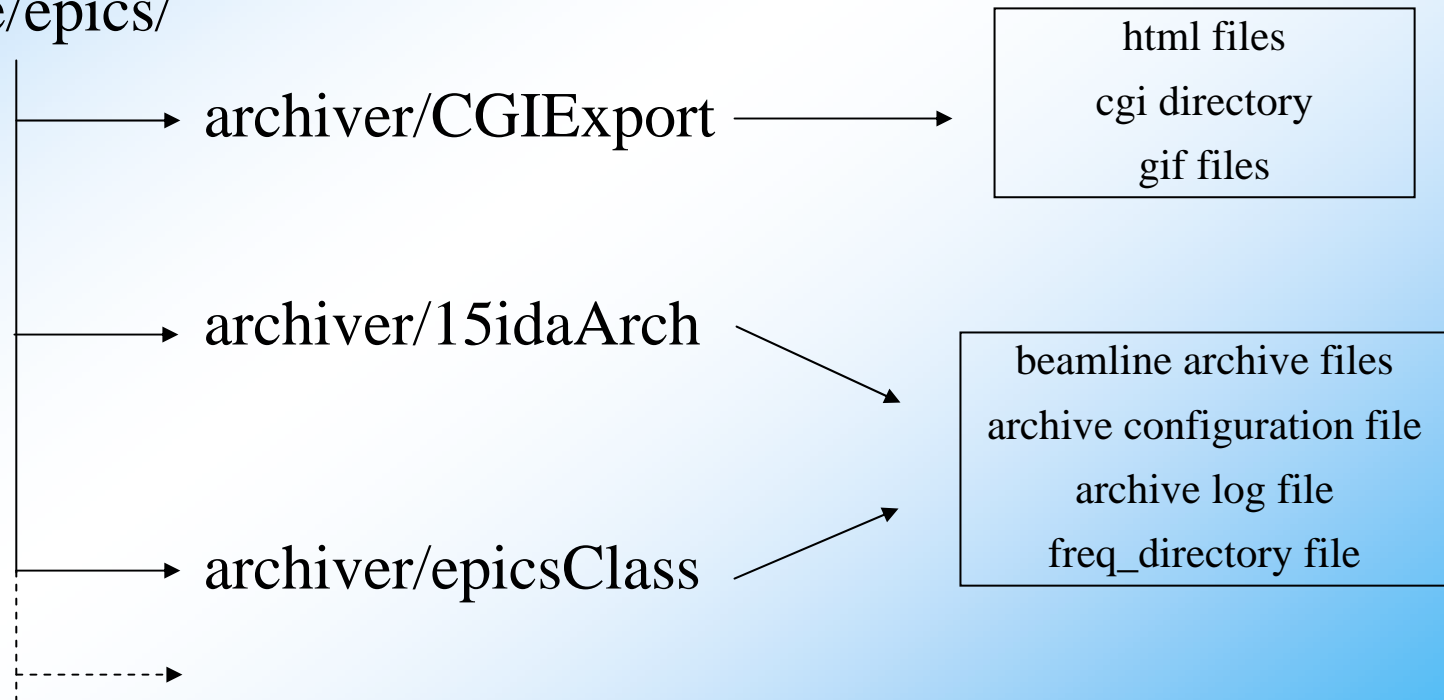 e/epics/
archiver/CGIExport
html files
cgi directory
gif files
archiver/15idaArch
beamline archive files
archive configuration file
archive log file
freq_directory file
archiver/epicsClass